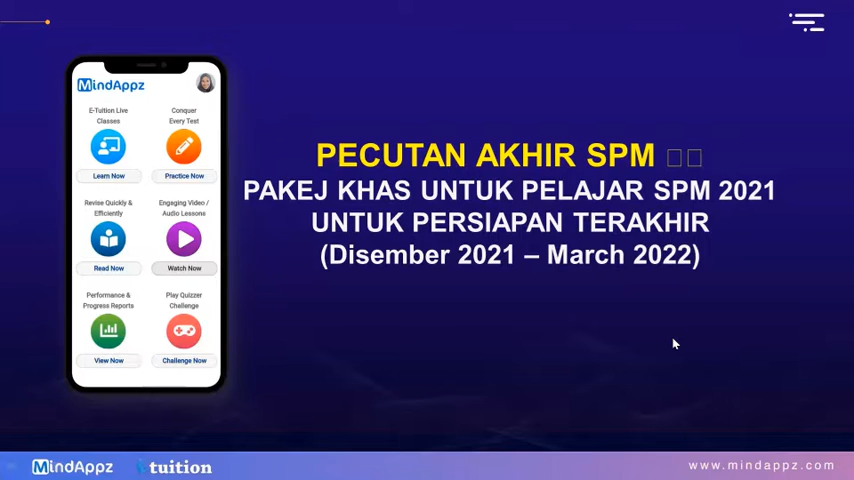 MindAppz
E-Tuition Live
Classes
Learn Now
Conquer
Every Test
Practice Now
Revise Quickly &
Efficiently
Read Now
Engaging Video /
Audio Lessons
Watch Now
Performance &
Progress Reports
View Now
Play Quizzer
Challenge
Challenge Now
PECUTAN AKHIR SPM
PAKEJ KHAS UNTUK PELAJAR SPM 2021
UNTUK PERSIAPAN TERAKHIR
(Disember 2021 – March 2022)
MindAppz
tuition
www.mindappz.com